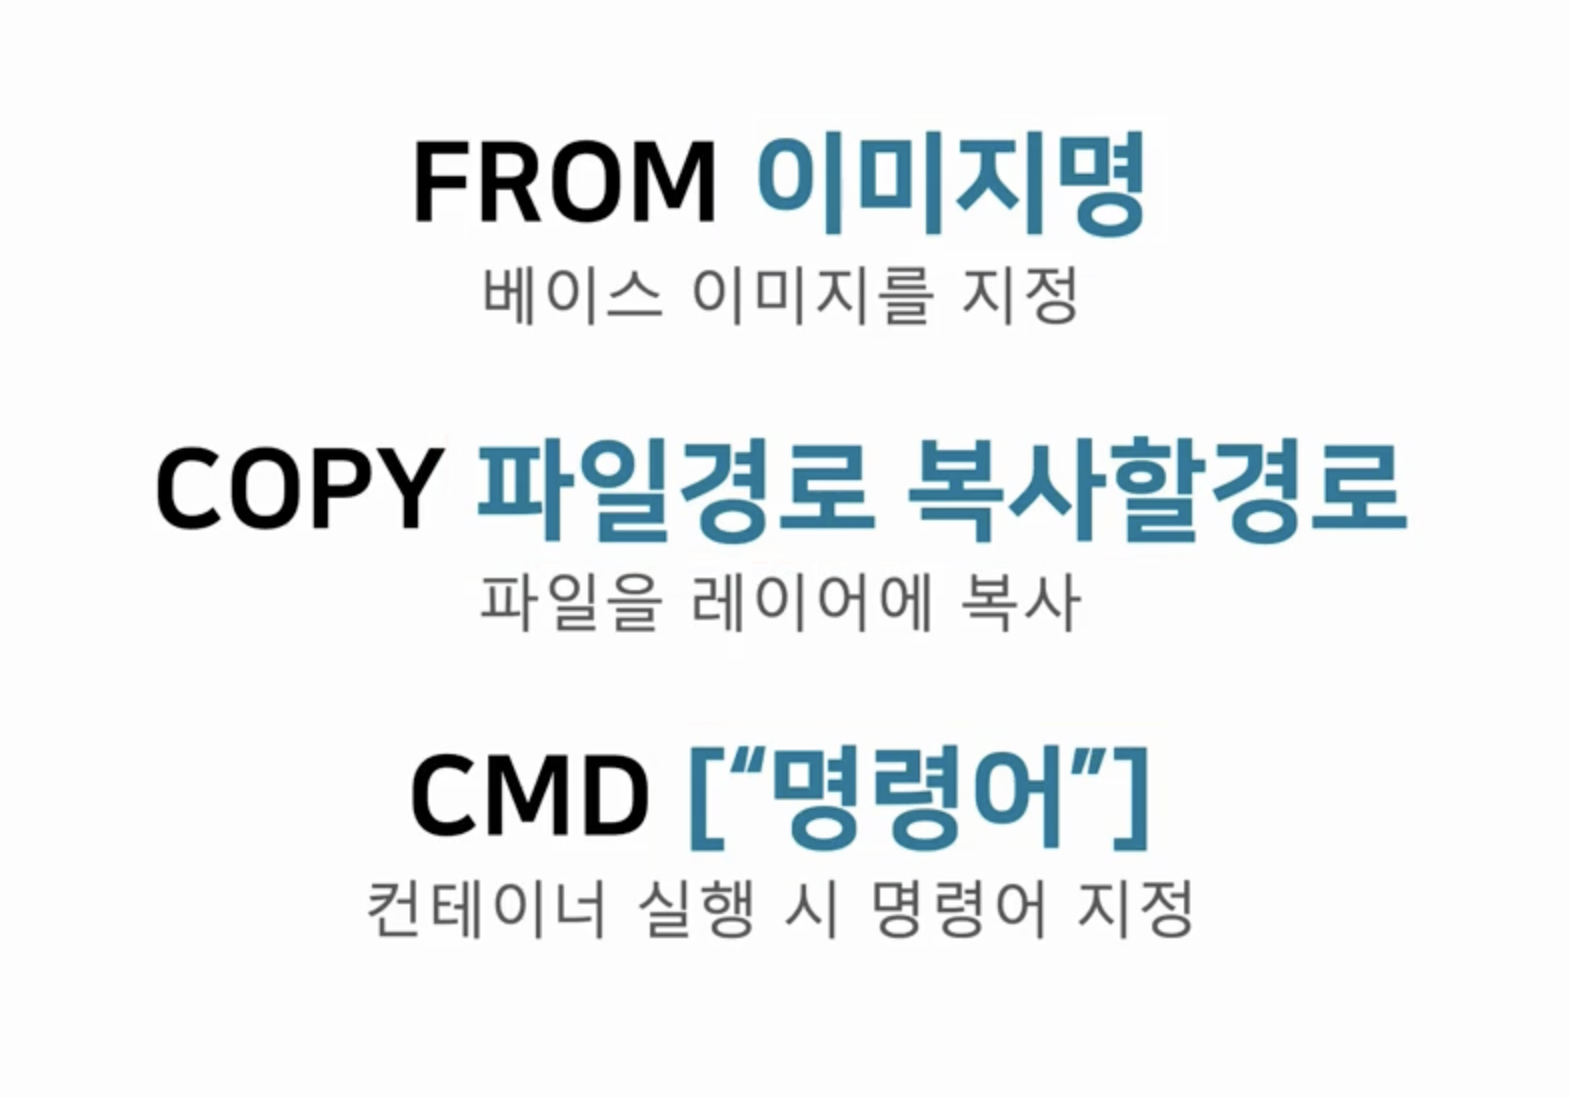 FROM 이미지명
베이스 이미지를 지정
COPY 파일경로 복사할경로
파일을 레이어에 복사
CMD [“명령어”]
컨테이너 실행 시 명령어 지정